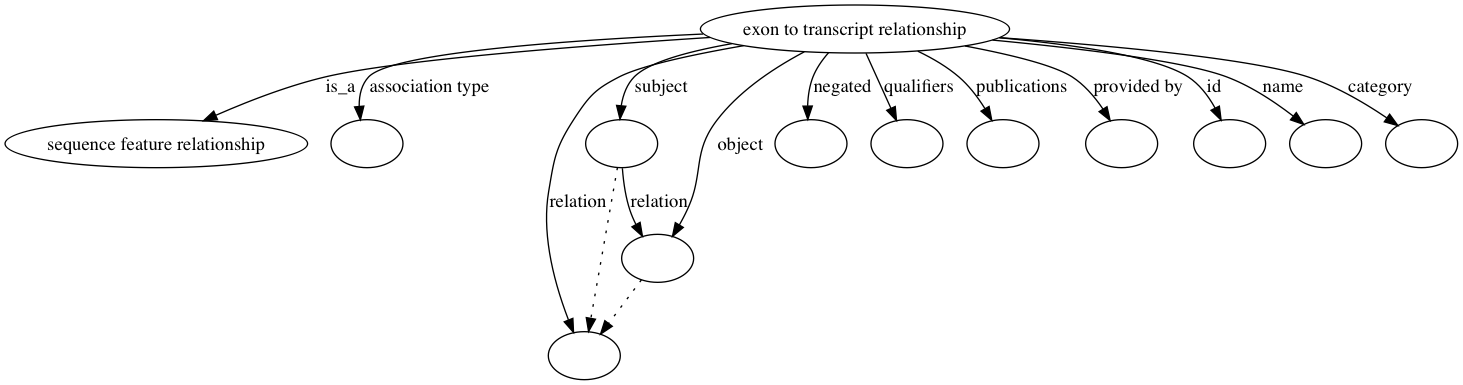 exon to transcript relationship
is_a
association type
subject
negated
qualifiers
publications
provided by
id
name
category
sequence feature relationship
object
relation
relation